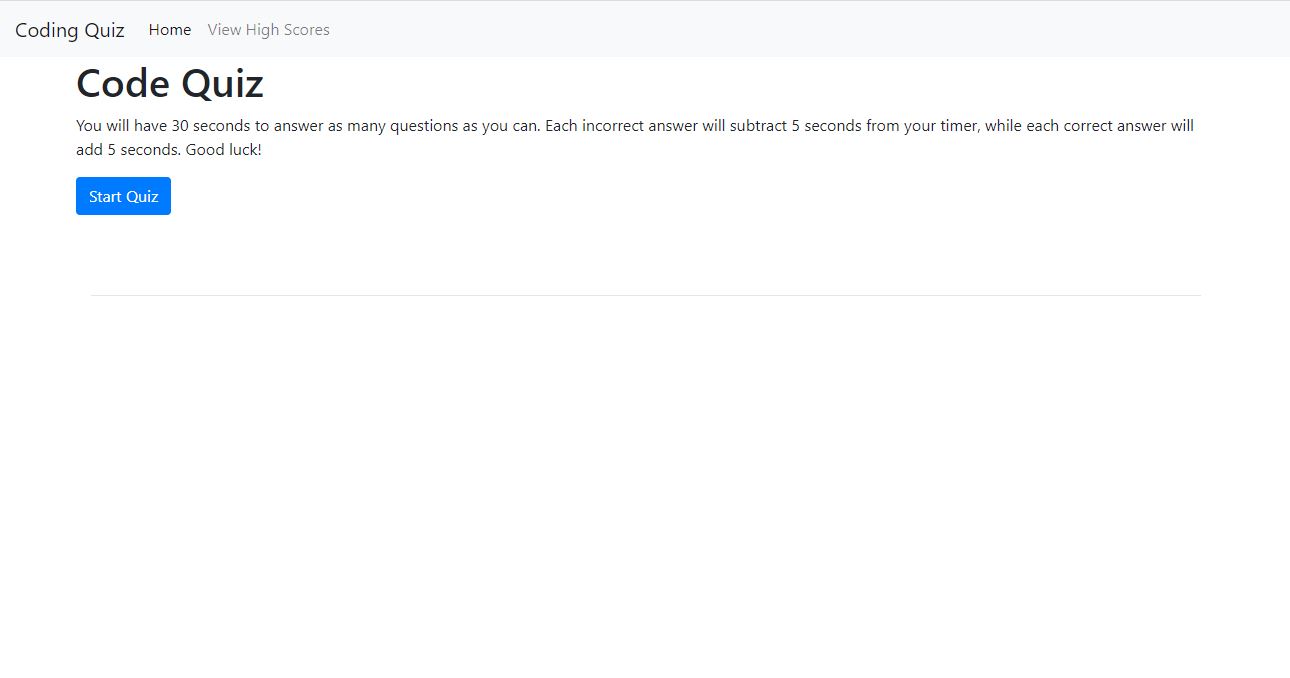 Coding Quiz Home View High Scores
Code Quiz
You will have 30 seconds to answer as many questions as you can. Each incorrect answer will subtract 5 seconds from your timer, while each correct answer will
add 5 seconds. Good luck!
Start Quiz